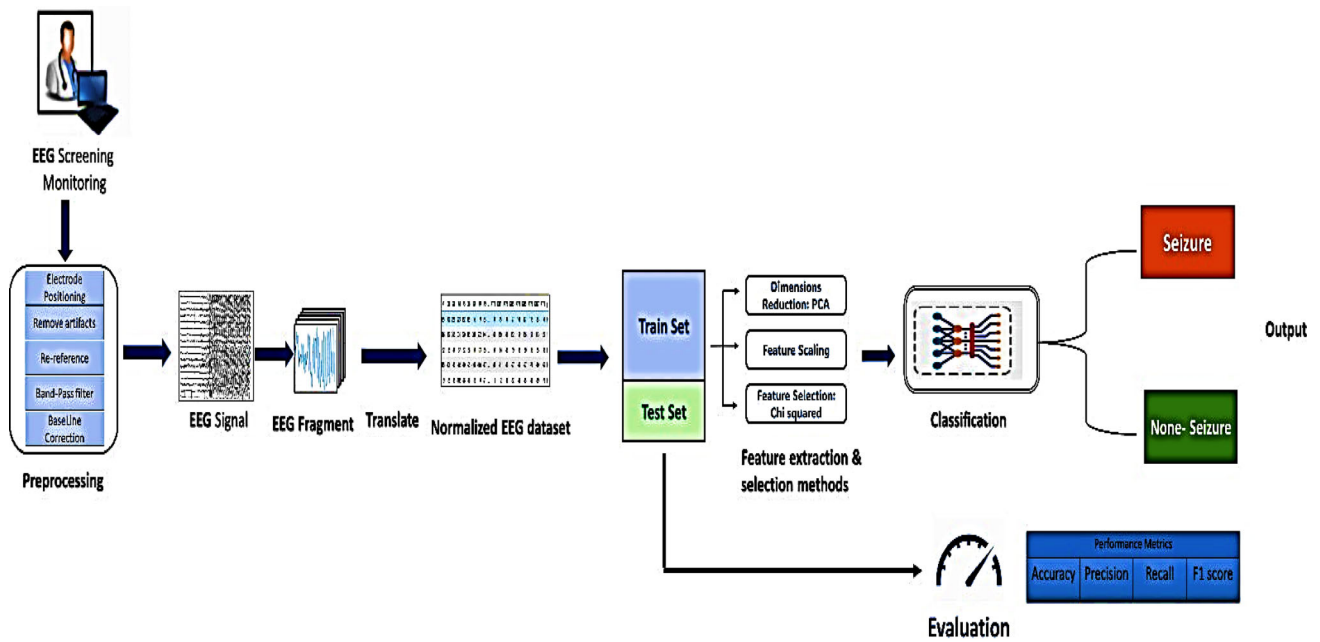 EEG Screening
Monitoring
Electrode
Positioning
Remove artifacts
Re-reference
Band-Pass filter
BaseLine
Correction
Preprocessing
EEG Signal
EEG Fragment
Translate
Normalized EEG dataset
Train Set
Test Set
Dimensions
Reduction: PCA
Feature Scaling
Feature Selection:
Chi squared
Feature extraction &
selection methods
Classification
Seizure
None- Seizure
Output
Evaluation
Performance Metrics
Accuracy Precision Recall F1 score